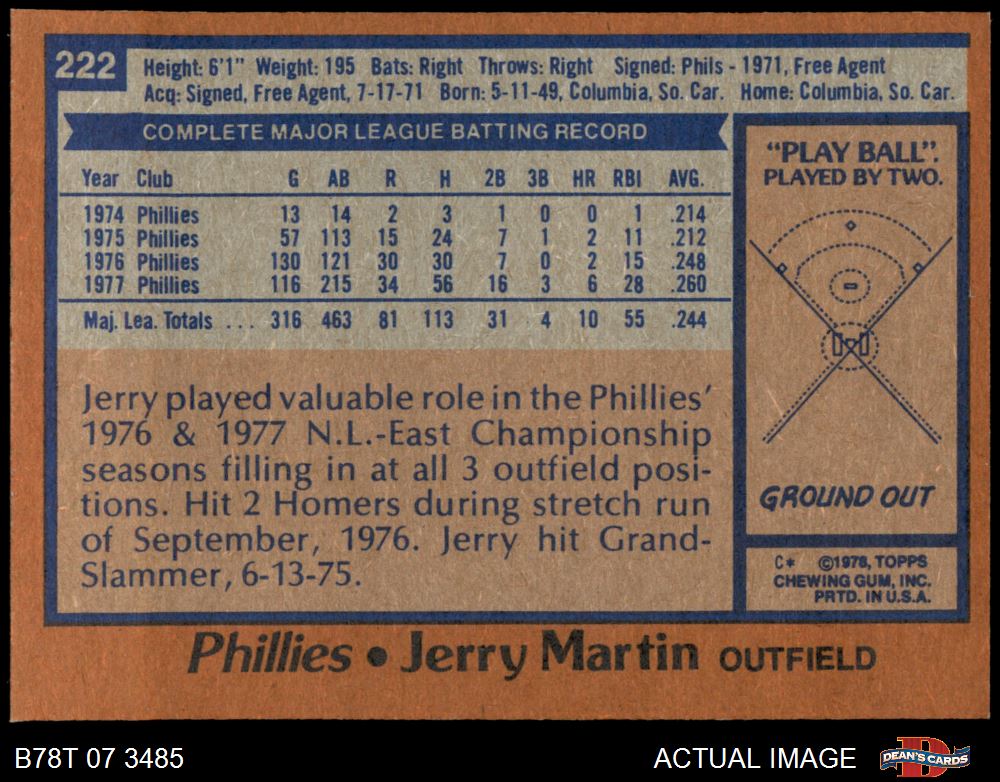 222
Height: 6'1" Weight: 195 Bats: Right Throws: Right Signed: Phils - 1971, Free Agent
Acq: Signed, Free Agent, 7-17-71 Born: 5-11-49, Columbia, So. Car. Home: Columbia, So. Car.
COMPLETE MAJOR LEAGUE BATTING RECORD
Year Club G AB R H 2B 3B HR RBI AVG.
1974 Phillies 13 14 2 3 1 0 0 1 .214
1975 Phillies 57 113 15 24 7 1 2 11 .212
1976 Phillies 130 121 30 30 7 0 2 15 .248
1977 Phillies 116 215 34 56 16 3 6 28 .260
Maj. Lea. Totals ... 316 463 81 113 31 4 10 55 .244
Jerry played valuable role in the Phillies'
1976 & 1977 N.L.-East Championship
seasons filling in at all 3 outfield posi-
tions. Hit 2 Homers during stretch run
of September, 1976. Jerry hit Grand-
Slammer, 6-13-75.
"PLAY BALL".
PLAYED BY TWO.
GROUND OUT
C* ©1978, TOPPS
CHEWING GUM, INC.
PRTD. IN U.S.A.
Phillies • Jerry Martin OUTFIELD
B78T 07 3485
ACTUAL IMAGE
DEAN'S CARDS